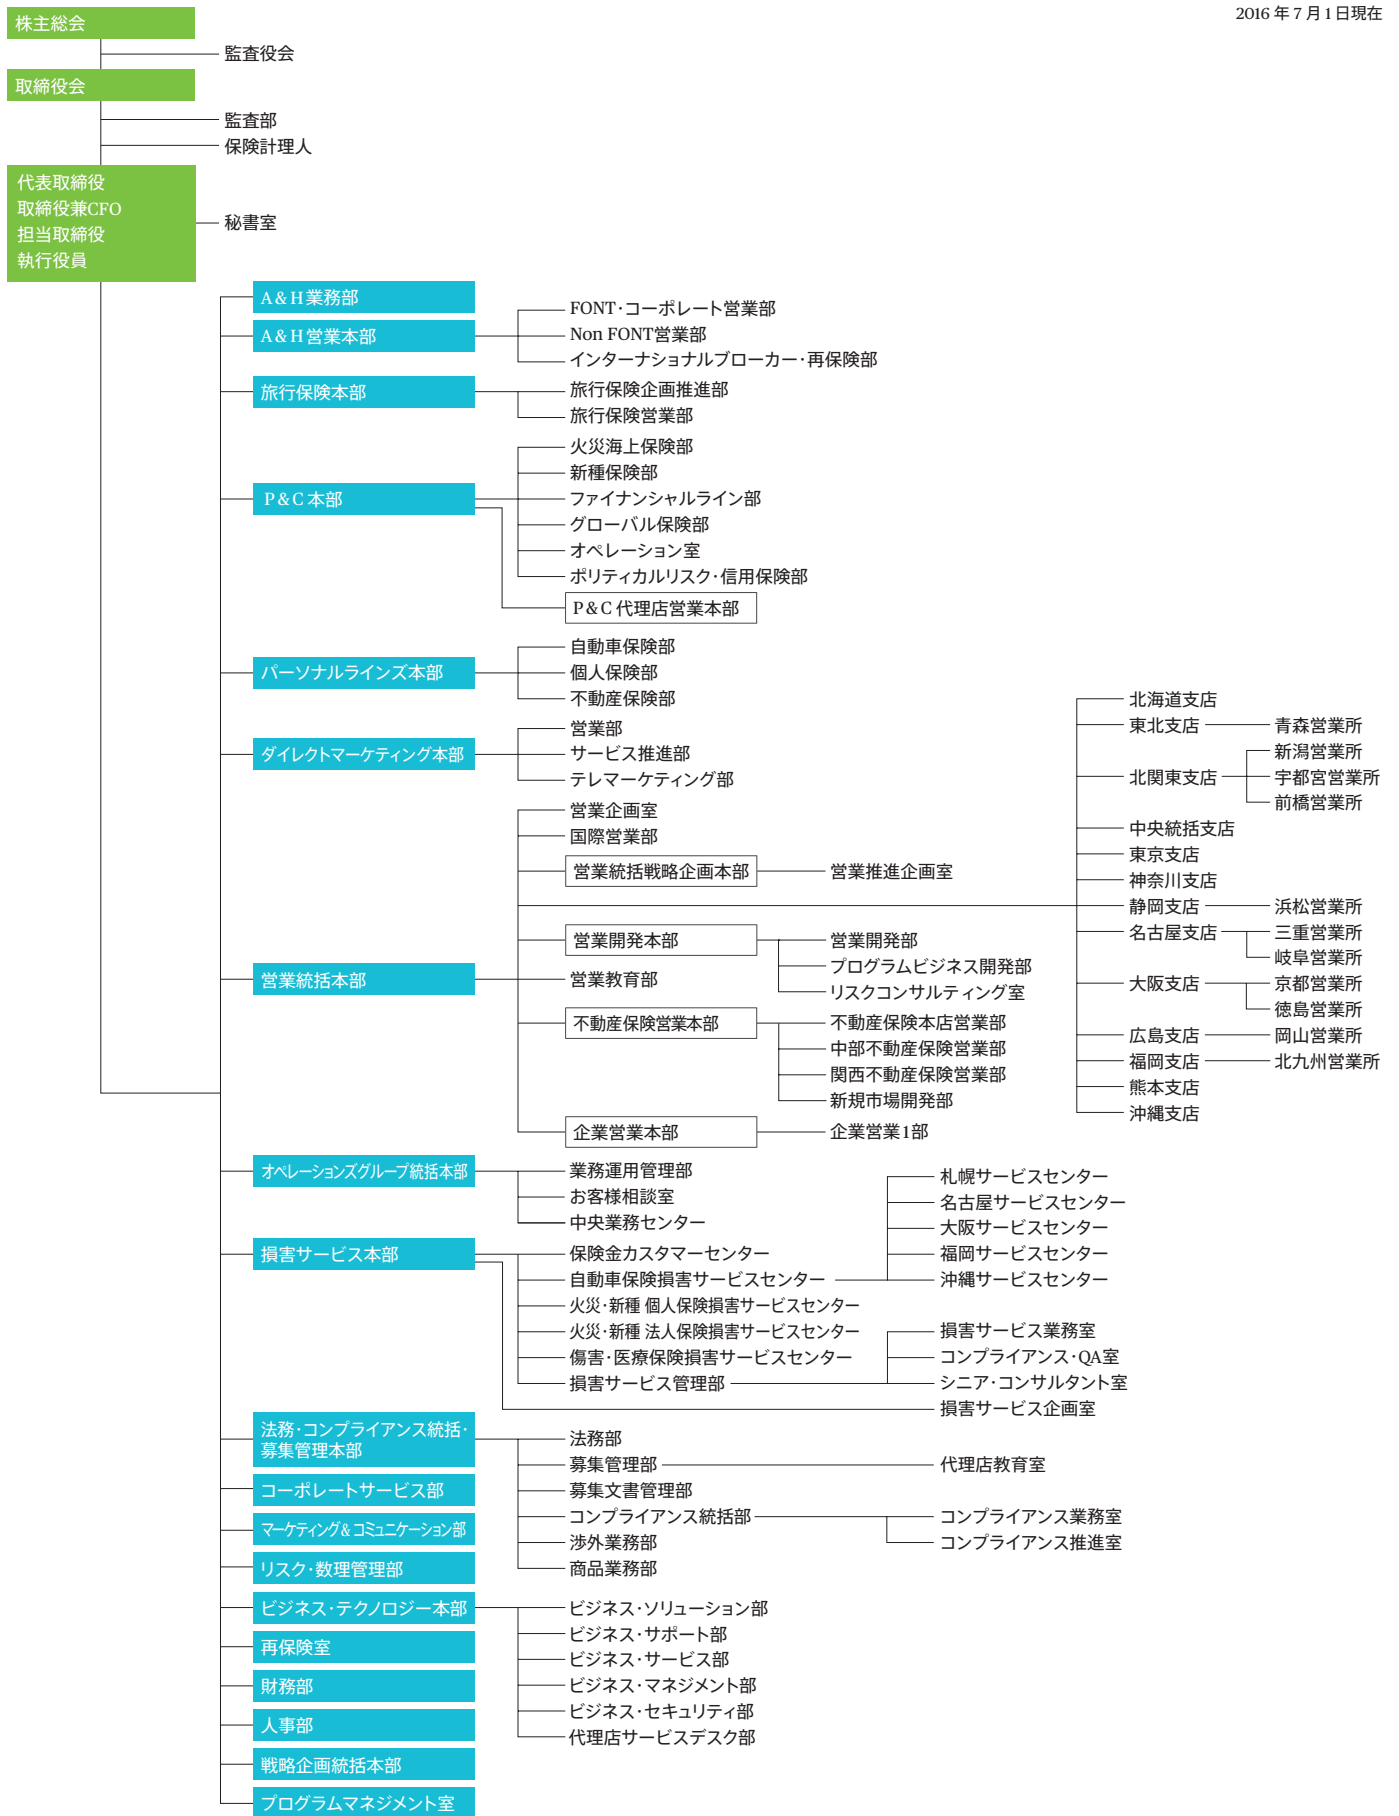 2016年7月1日現在
株主総会
監査役会
取締役会
監査部
保険計理人
代表取締役
取締役兼CFO
担当取締役
執行役員
秘書室
A&H業務部
A&H営業本部
FONT・コーポレート営業部
Non FONT営業部
インターナショナルブローカー・再保険部
旅行保険本部
旅行保険企画推進部
旅行保険営業部
P&C本部
火災海上保険部
新種保険部
ファイナンシャルライン部
グローバル保険部
オペレーション室
ポリティカルリスク・信用保険部
P&C代理店営業本部
パーソナルラインズ本部
自動車保険部
個人保険部
不動産保険部
ダイレクトマーケティング本部
営業部
サービス推進部
テレマーケティング部
営業統括本部
営業企画室
国際営業部
営業統括戦略企画本部
営業推進企画室
北海道支店
東北支店
青森営業所
北関東支店
新潟営業所
宇都宮営業所
前橋営業所
中央統括支店
東京支店
神奈川支店
静岡支店
浜松営業所
名古屋支店
三重営業所
岐阜営業所
大阪支店
京都営業所
徳島営業所
広島支店
岡山営業所
福岡支店
北九州営業所
熊本支店
沖縄支店
営業開発本部
営業開発部
プログラムビジネス開発部
リスクコンサルティング室
営業教育部
不動産保険営業本部
不動産保険本店営業部
中部不動産保険営業部
関西不動産保険営業部
新規市場開発部
企業営業本部
企業営業1部
オペレーションズグループ統括本部
業務運用管理部
お客様相談室
中央業務センター
損害サービス本部
保険金カスタマーセンター
自動車保険損害サービスセンター
札幌サービスセンター
名古屋サービスセンター
大阪サービスセンター
福岡サービスセンター
沖縄サービスセンター
火災・新種 個人保険損害サービスセンター
火災・新種 法人保険損害サービスセンター
傷害・医療保険損害サービスセンター
損害サービス管理部
損害サービス業務室
コンプライアンス・QA室
シニア・コンサルタント室
損害サービス企画室
法務・コンプライアンス統括・
募集管理本部
法務部
募集管理部
代理店教育室
募集文書管理部
コンプライアンス統括部
コンプライアンス業務室
コンプライアンス推進室
渉外業務部
商品業務部
コーポレートサービス部
マーケティング&コミュニケーション部
リスク・数理管理部
ビジネス・テクノロジー本部
ビジネス・ソリューション部
ビジネス・サポート部
ビジネス・サービス部
ビジネス・マネジメント部
ビジネス・セキュリティ部
代理店サービスデスク部
再保険室
財務部
人事部
戦略企画統括本部
プログラムマネジメント室